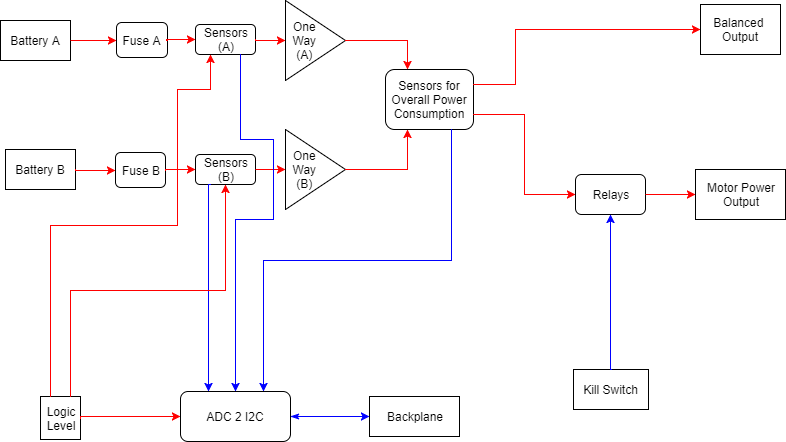 Battery A
Fuse A
Sensors
(A)
One
Way
(A)
Balanced
Output
Sensors for
Overall Power
Consumption
Battery B
Fuse B
Sensors
(B)
One
Way
(B)
Relays
Motor Power
Output
Kill Switch
Logic
Level
ADC 2 I2C
Backplane